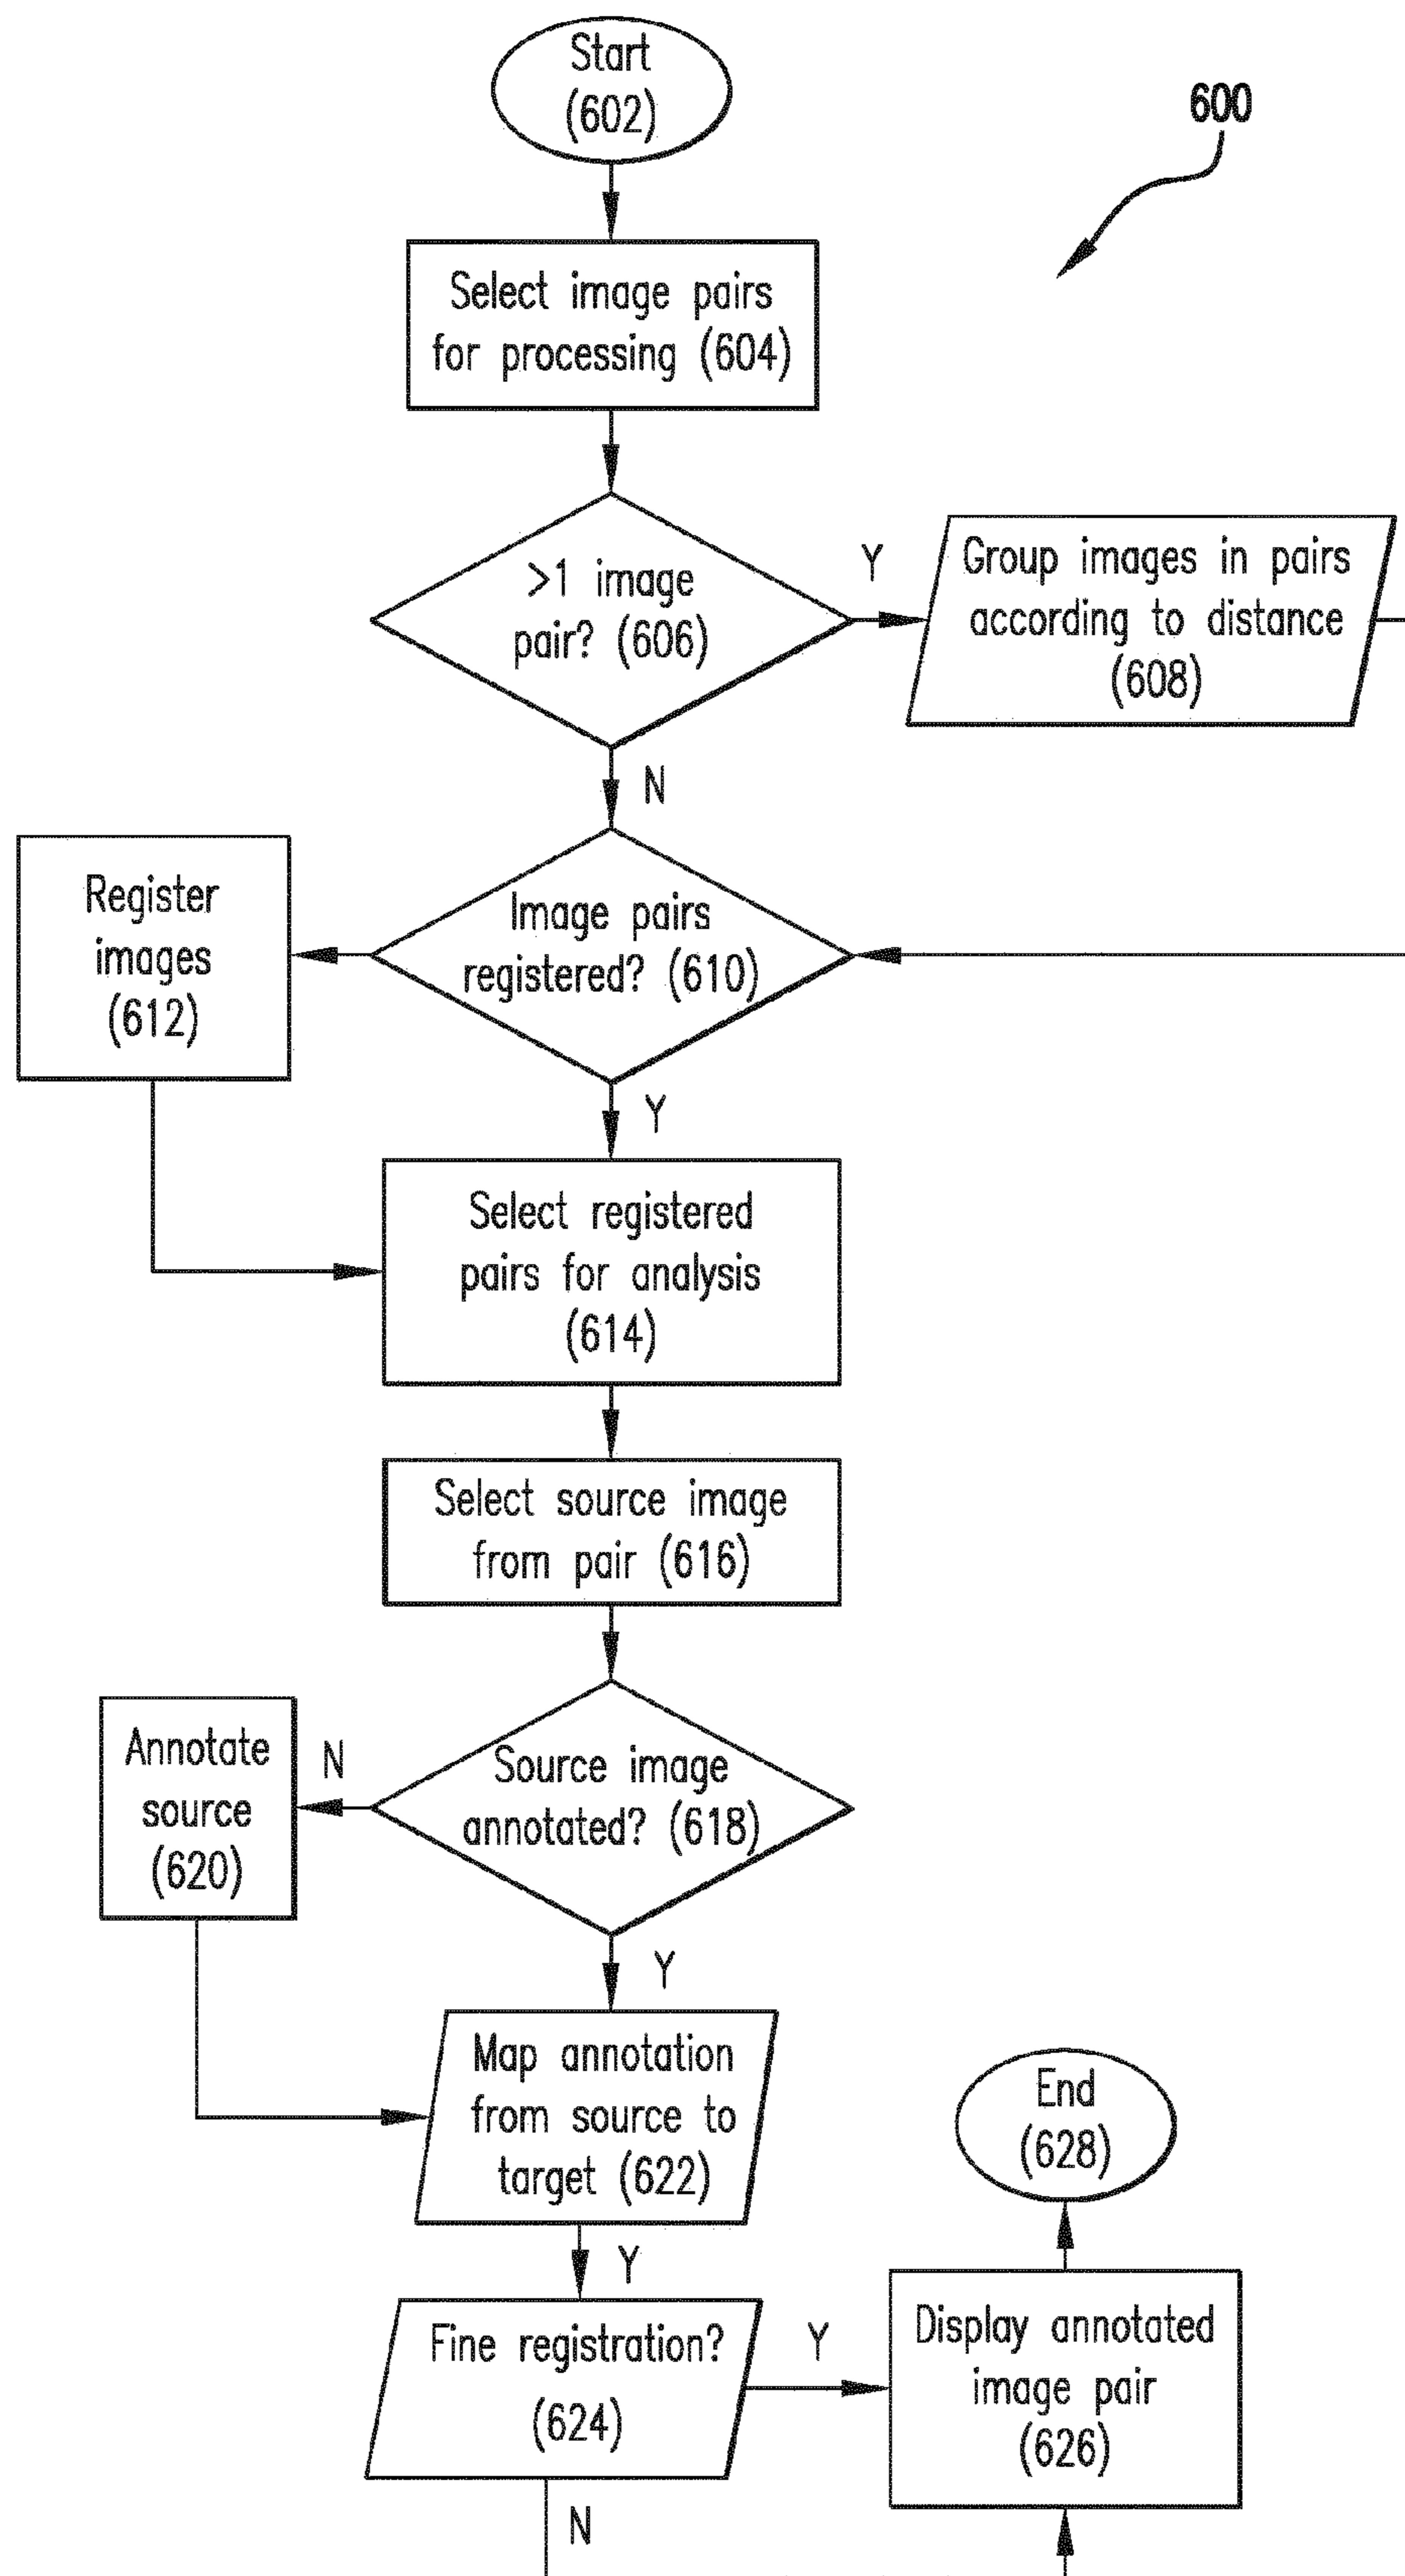 Start
(602)
600
Select image pairs
for processing (604)
>1 image
pair? (606)
Y
Group images in pairs
according to distance
(608)
N
Register
images
(612)
Image pairs
registered? (610)
Y
Select registered
pairs for analysis
(614)
Select source image
from pair (616)
Annotate
source
(620)
N
Source image
annotated? (618)
Y
Map annotation
from source to
target (622)
End
(628)
Y
Fine registration?
(624)
Y
Display annotated
image pair
(626)
N